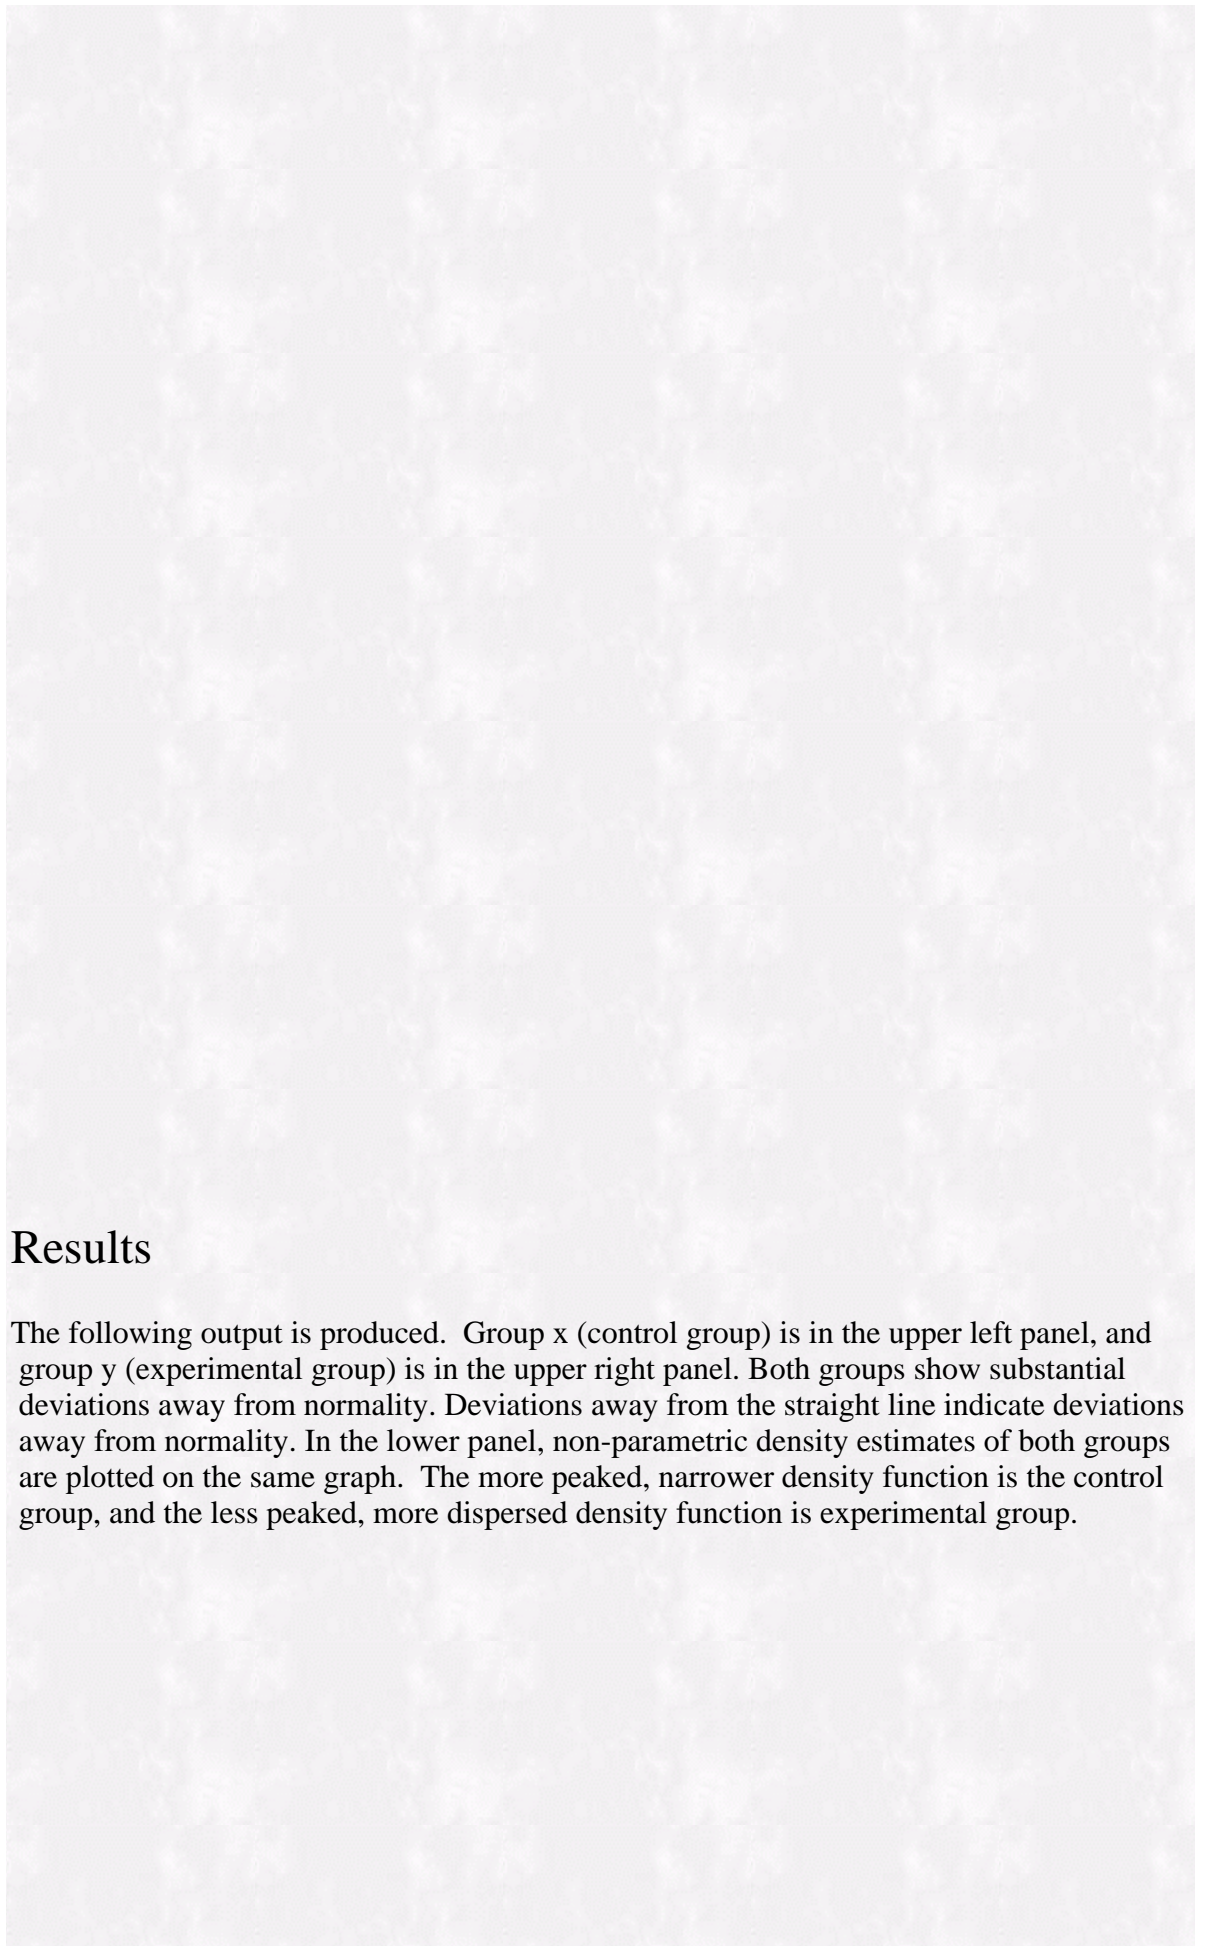 Results
The following output is produced.  Group x (control group) is in the upper left panel, and
group y (experimental group) is in the upper right panel. Both groups show substantial
deviations away from normality. Deviations away from the straight line indicate deviations
away from normality. In the lower panel, non-parametric density estimates of both groups
are plotted on the same graph.  The more peaked, narrower density function is the control
group, and the less peaked, more dispersed density function is experimental group.